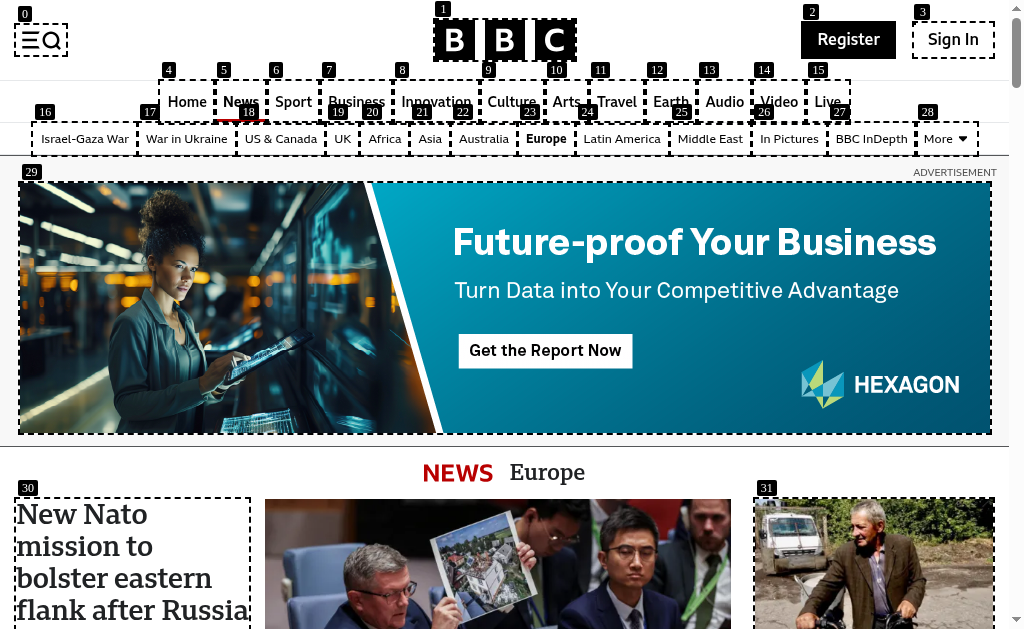 0
1
2
3
BBC
Register
Sign In
4
5
6
7
8
9
10
11
12
13
14
15
Home
News
Sport
Business
Innovation
Culture
Arts
Travel
Earth
Audio
Video
Live
16
17
18
19
20
21
22
23
24
25
26
27
28
Israel-Gaza War
War in Ukraine
US & Canada
UK
Africa
Asia
Australia
Europe
Latin America
Middle East
In Pictures
BBC InDepth
More
29
ADVERTISEMENT
Future-proof Your Business
Turn Data into Your Competitive Advantage
Get the Report Now
HEXAGON
NEWS Europe
30
31
New Nato
mission to
bolster eastern
flank after Russia